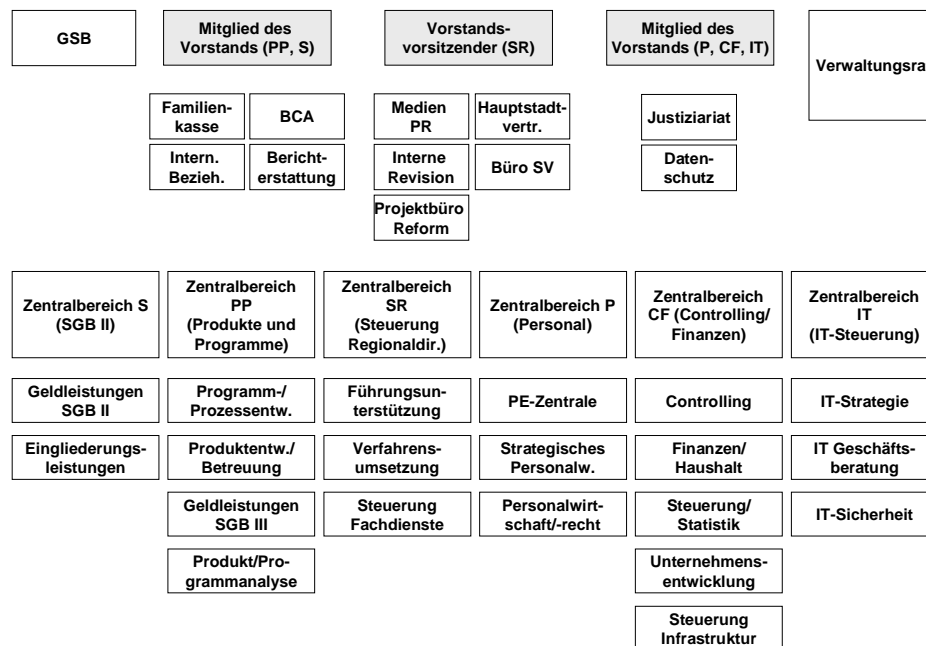 GSB
Mitglied des
Vorstands (PP, S)
Vorstands-
vorsitzender (SR)
Mitglied des
Vorstands (P, CF, IT)
Verwaltungsra
Familien-
kasse
BCA
Medien
PR
Hauptstadt-
vertr.
Justiziariat
Intern.
Bezieh.
Bericht-
erstattung
Interne
Revision
Büro SV
Daten-
schutz
Projektbüro
Reform
Zentralbereich S
(SGB II)
Zentralbereich
PP
(Produkte und
Programme)
Zentralbereich
SR
(Steuerung
Regionaldir.)
Zentralbereich P
(Personal)
Zentralbereich
CF (Controlling/
Finanzen)
Zentralbereich
IT
(IT-Steuerung)
Geldleistungen
SGB II
Programm-/
Prozessentw.
Führungsun-
terstützung
PE-Zentrale
Controlling
IT-Strategie
Eingliederungs-
leistungen
Produktentw./
Betreuung
Verfahrens-
umsetzung
Strategisches
Personalw.
Finanzen/
Haushalt
IT Geschäfts-
beratung
Geldleistungen
SGB III
Steuerung
Fachdienste
Personalwirt-
schaft/-recht
Steuerung/
Statistik
IT-Sicherheit
Produkt/Pro-
grammanalyse
Unternehmens-
entwicklung
Steuerung
Infrastruktur